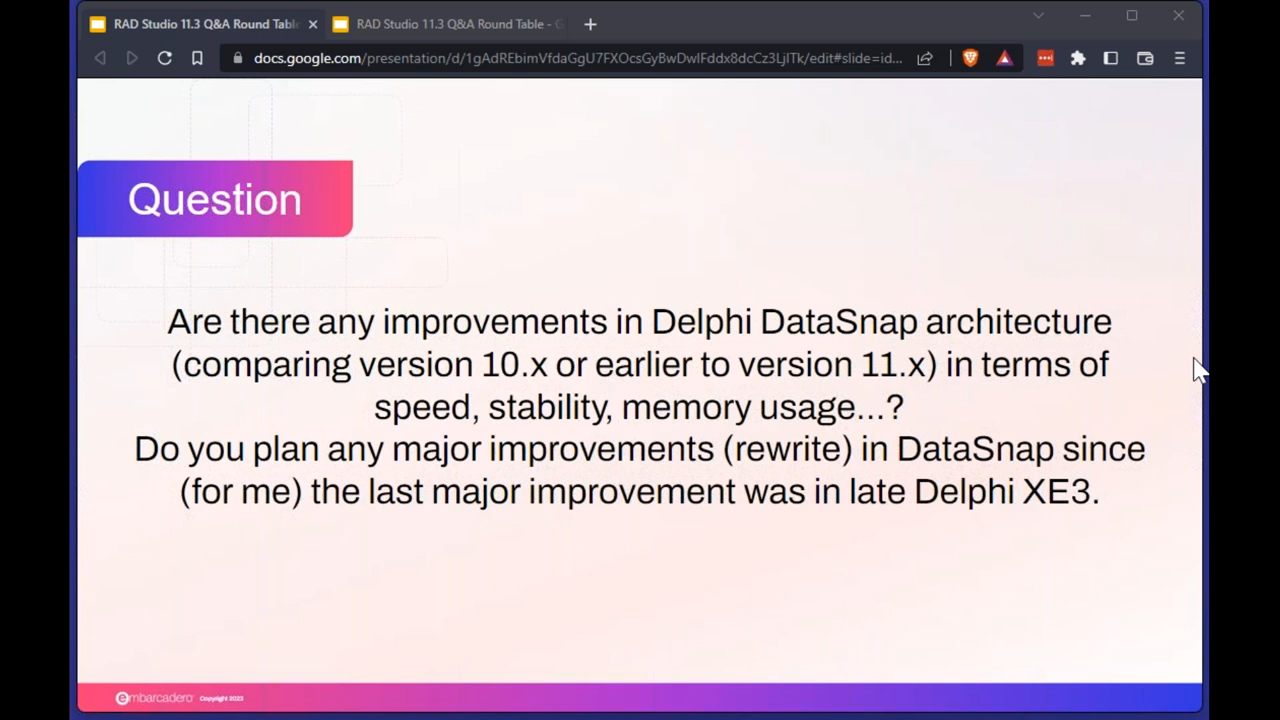 RAD Studio 11.3 Q&A Round Table
RAD Studio 11.3 Q&A Round Table - G
docs.google.com/presentation/d/1gAdREbimVfdaGgU7FXOcsGyBwDwIFddx8dcCz3LjITk/edit#slide=id...
Question
Are there any improvements in Delphi DataSnap architecture
(comparing version 10.x or earlier to version 11.x) in terms of
speed, stability, memory usage...?
Do you plan any major improvements (rewrite) in DataSnap since
(for me) the last major improvement was in late Delphi XE3.
embarcadero Copyright 2023